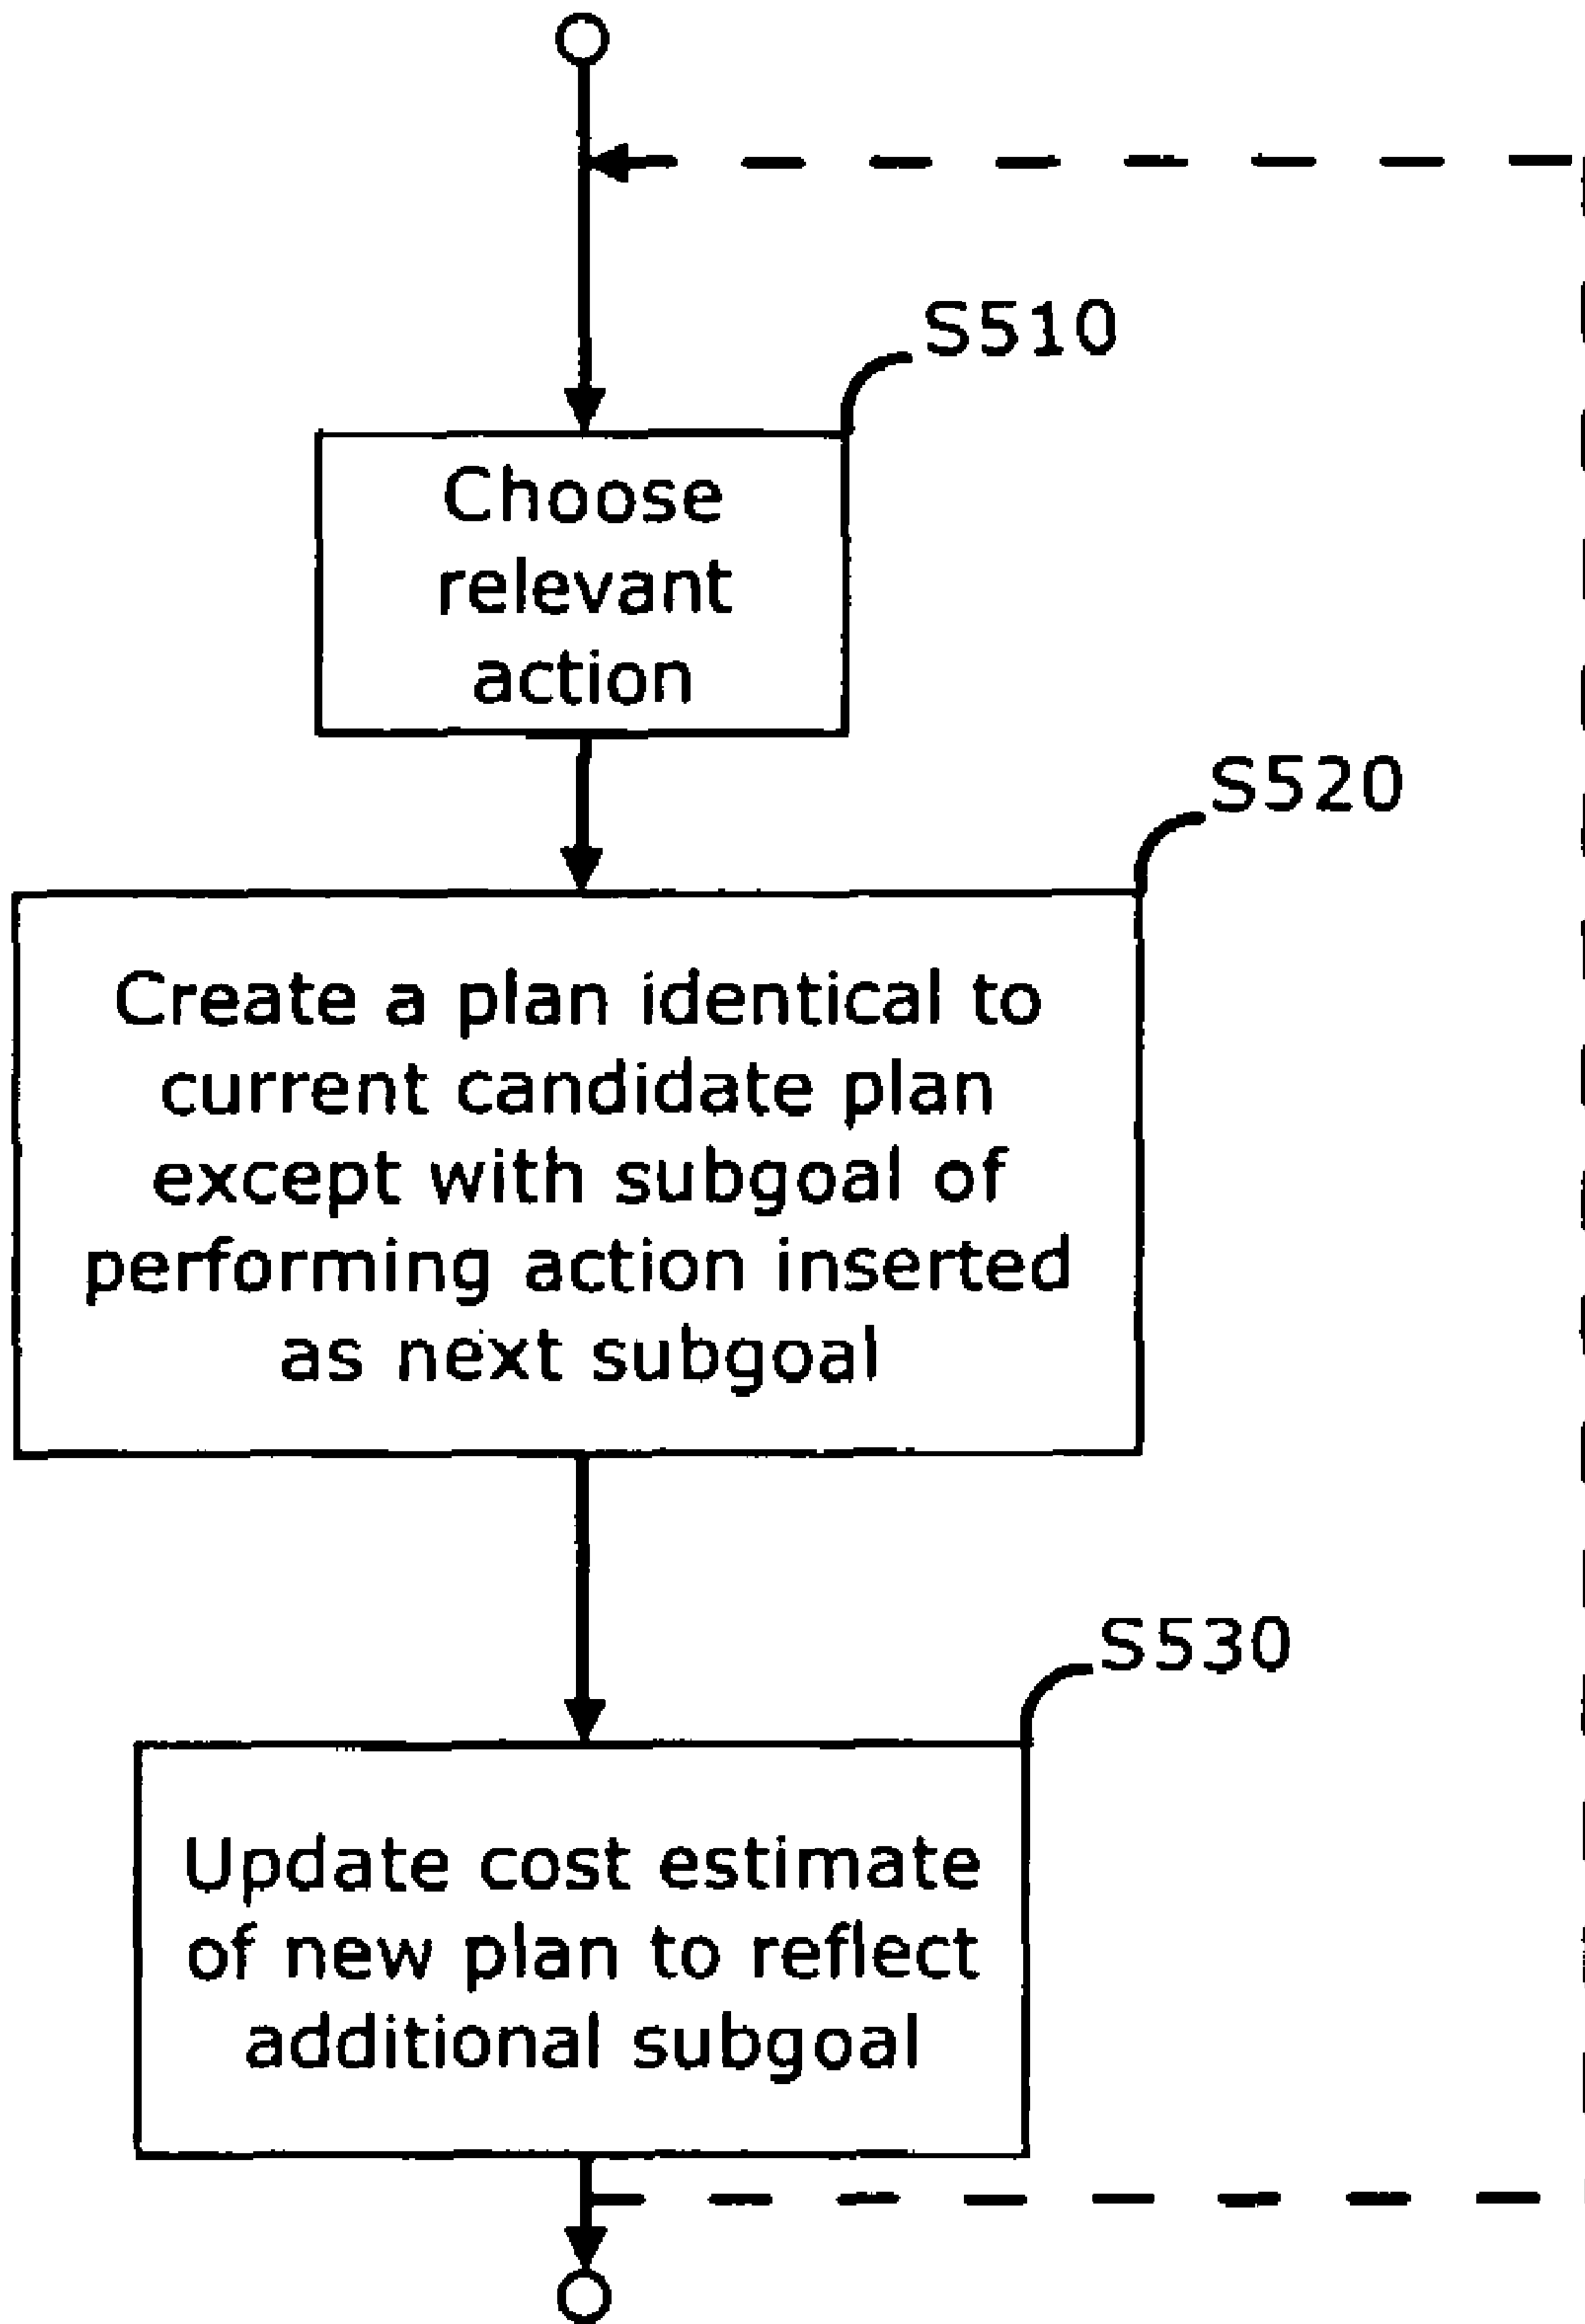 S510
Choose
relevant
action
S520
Create a plan identical to
current candidate plan
except with subgoal of
performing action inserted
as next subgoal
S530
Update cost estimate
of new plan to reflect
additional subgoal